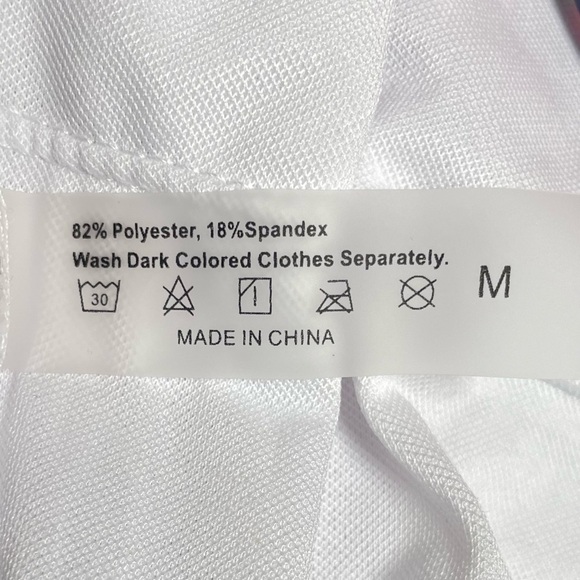 82% Polyester, 18%Spandex
Wash Dark Colored Clothes Separately.
30
M
MADE IN CHINA